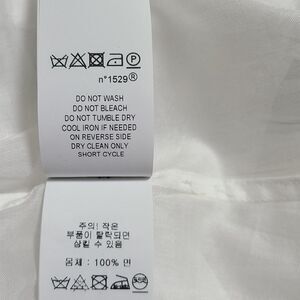 n°1529®
DO NOT WASH
DO NOT BLEACH
DO NOT TUMBLE DRY
COOL IRON IF NEEDED
ON REVERSE SIDE
DRY CLEAN ONLY
SHORT CYCLE
주의! 작은
부품이 탈락되면
삼킬 수 있음
몸체: 100% 면